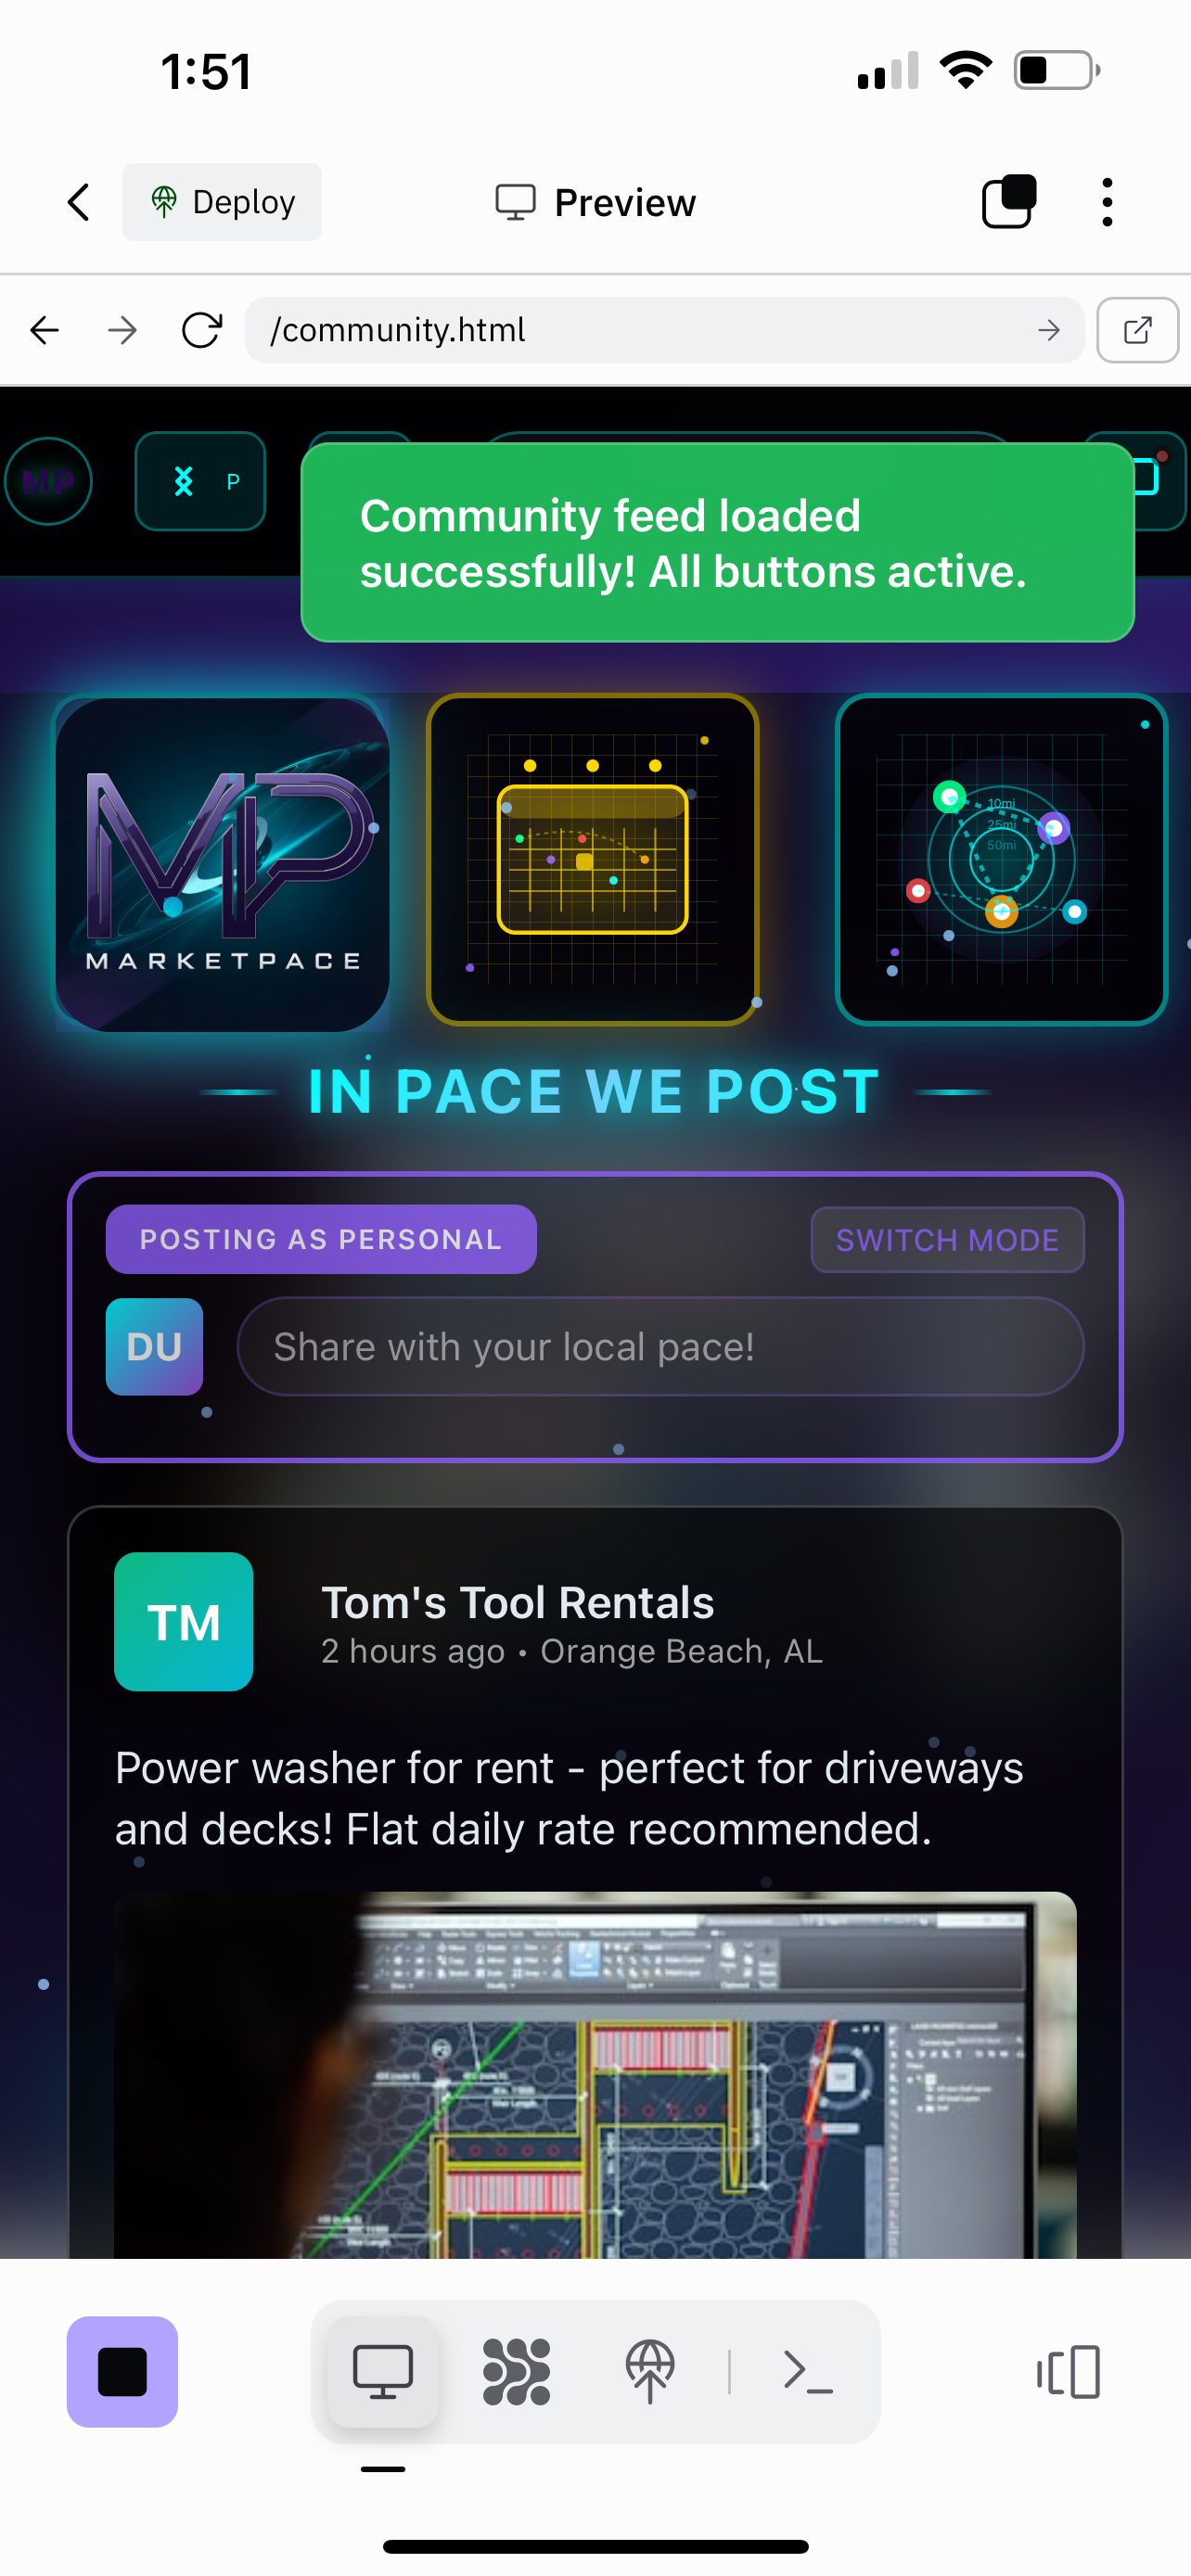 1:51
Deploy
Preview
/community.html
MP
P
Community feed loaded
successfully! All buttons active.
MP
MARKETPACE
10mi
25mi
50mi
IN PACE WE POST
POSTING AS PERSONAL
SWITCH MODE
DU
Share with your local pace!
TM
Tom's Tool Rentals
2 hours ago • Orange Beach, AL
Power washer for rent - perfect for driveways
and decks! Flat daily rate recommended.